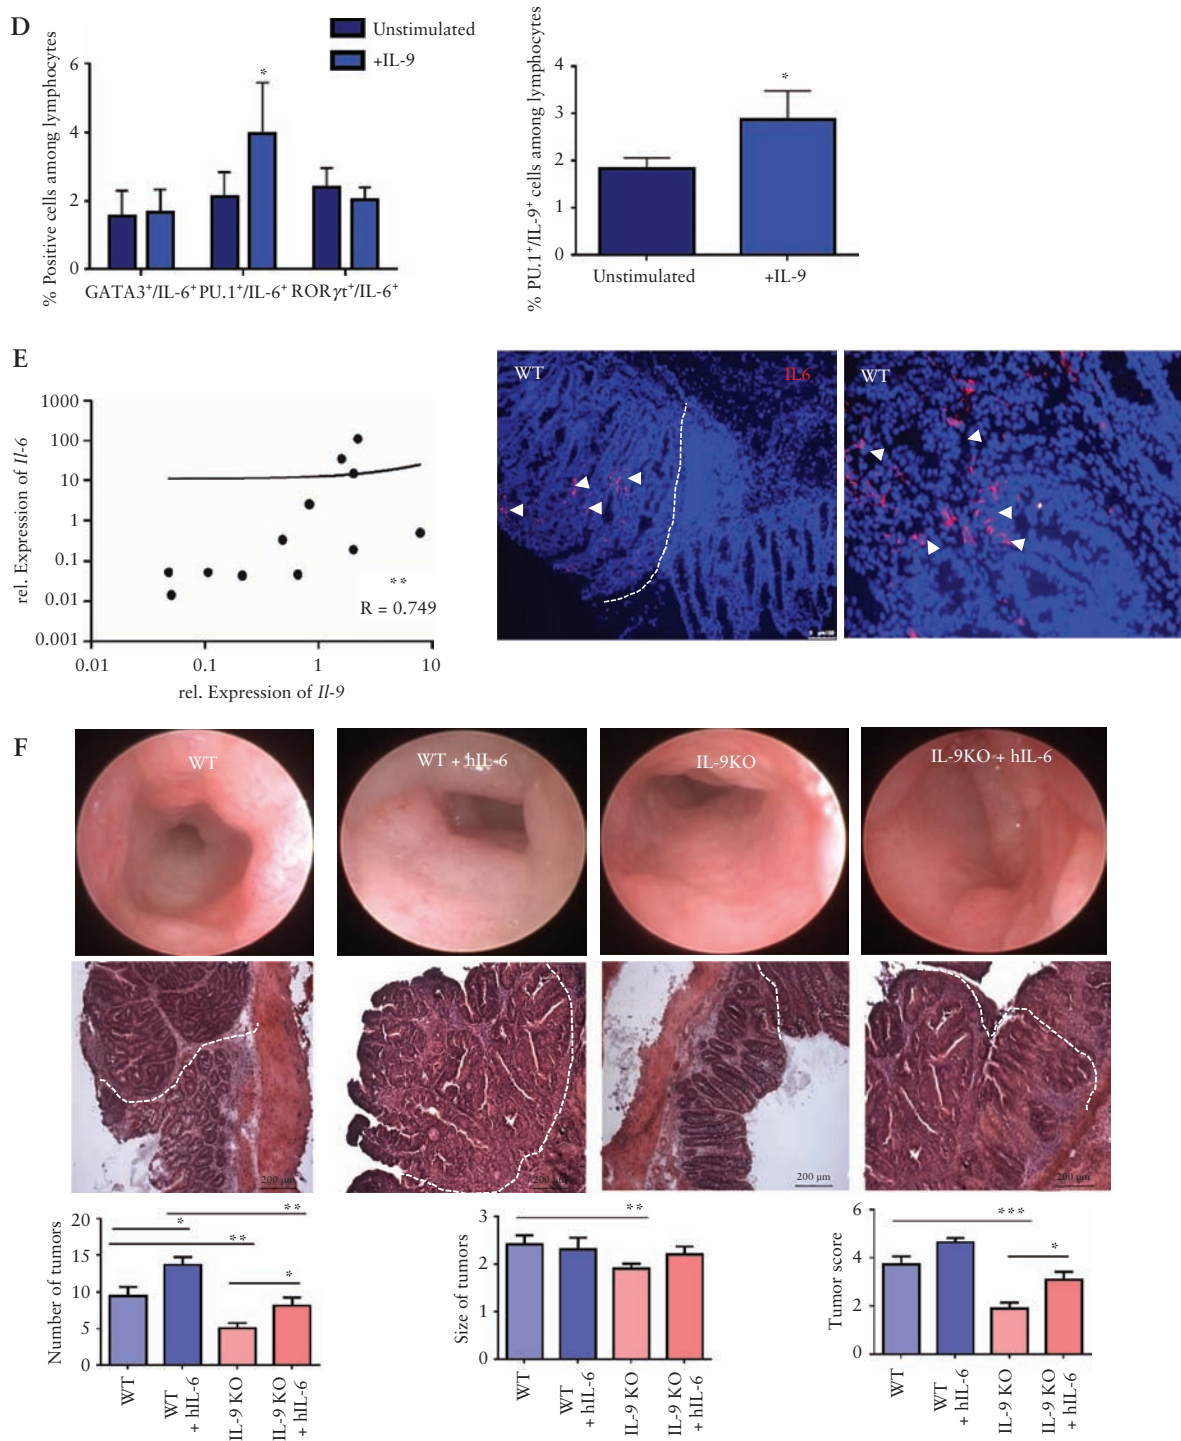 D
Unstimulated
+IL-9
% Positive cells among lymphocytes
6
4
2
0
*
GATA3⁺/IL-6⁺ PU.1⁺/IL-6⁺ RORγt⁺/IL-6⁺
% PU.1⁺/IL-9⁺ cells among lymphocytes
4
3
2
1
0
*
Unstimulated
+IL-9
E
rel. Expression of Il-6
1000
100
10
1
0.1
0.01
0.001
**
R = 0.749
0.01 0.1 1 10
rel. Expression of Il-9
WT
IL6
WT
F
WT
WT + hIL-6
IL-9KO
IL-9KO + hIL-6
200 μm
200 μm
200 μm
Number of tumors
20
15
10
5
0
**
*
**
*
WT
WT + hIL-6
IL-9 KO
IL-9 KO + hIL-6
Size of tumors
3
2
1
0
**
WT
WT + hIL-6
IL-9 KO
IL-9 KO + hIL-6
Tumor score
6
4
2
0
***
*
WT
WT + hIL-6
IL-9 KO
IL-9 KO + hIL-6